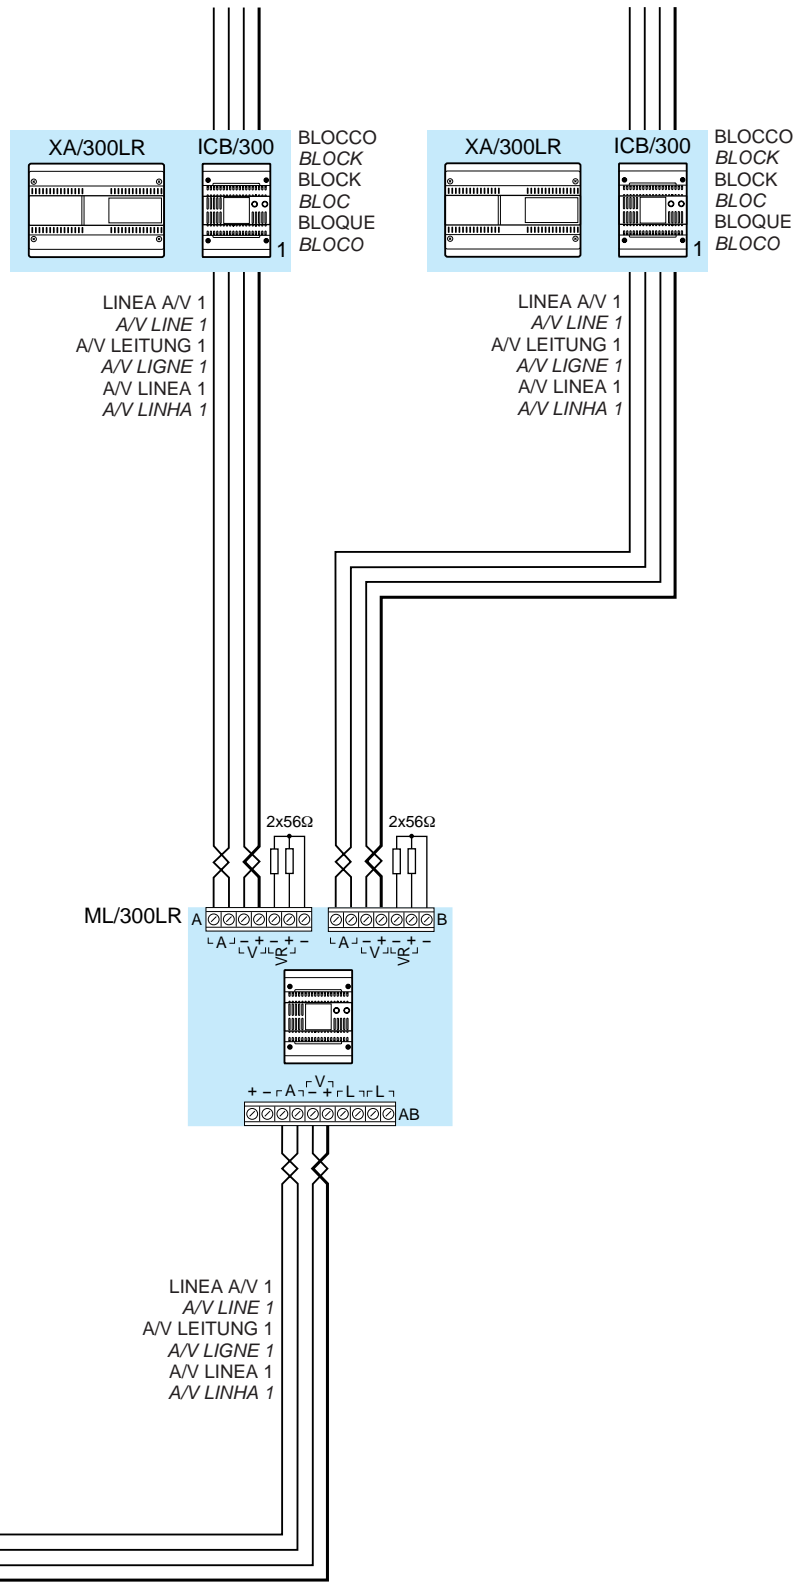 XA/300LR
ICB/300
1
BLOCCO
BLOCK
BLOCK
BLOC
BLOQUE
BLOCO
XA/300LR
ICB/300
1
BLOCCO
BLOCK
BLOCK
BLOC
BLOQUE
BLOCO
LINEA A/V 1
A/V LINE 1
A/V LEITUNG 1
A/V LIGNE 1
A/V LINEA 1
A/V LINHA 1
LINEA A/V 1
A/V LINE 1
A/V LEITUNG 1
A/V LIGNE 1
A/V LINEA 1
A/V LINHA 1
2x56Ω
2x56Ω
ML/300LR
A
B
A − + − + −
V VR
A − + − + −
V VR
V
+ − A − + L L
AB
LINEA A/V 1
A/V LINE 1
A/V LEITUNG 1
A/V LIGNE 1
A/V LINEA 1
A/V LINHA 1